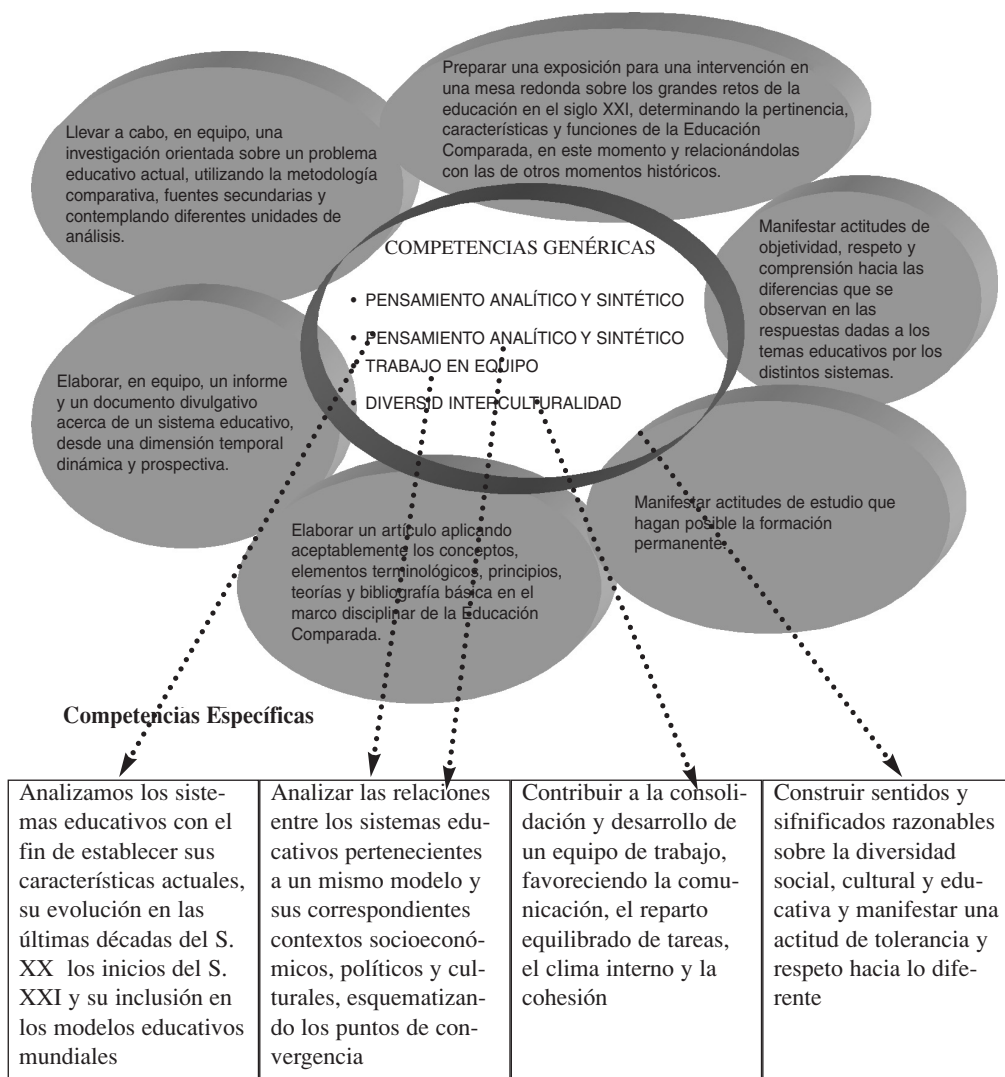 Preparar una exposición para una intervención en
una mesa redonda sobre los grandes retos de la
educación en el siglo XXI, determinando la pertinencia,
características y funciones de la Educación
Comparada, en este momento y relacionándolas
con las de otros momentos históricos.
Llevar a cabo, en equipo, una
investigación orientada sobre un problema
educativo actual, utilizando la metodología
comparativa, fuentes secundarias y
contemplando diferentes unidades de
análisis.
Manifestar actitudes de
objetividad, respeto y
comprensión hacia las
diferencias que se
observan en las
respuestas dadas a los
temas educativos por los
distintos sistemas.
COMPETENCIAS GENÉRICAS
• PENSAMIENTO ANALÍTICO Y SINTÉTICO
• PENSAMIENTO ANALÍTICO Y SINTÉTICO
• TRABAJO EN EQUIPO
• DIVERSID INTERCULTURALIDAD
Elaborar, en equipo, un informe
y un documento divulgativo
acerca de un sistema educativo,
desde una dimensión temporal
dinámica y prospectiva.
Manifestar actitudes de estudio que
hagan posible la formación
permanente.
Elaborar un artículo aplicando
aceptablemente los conceptos,
elementos terminológicos, principios,
teorías y bibliografía básica en el
marco disciplinar de la Educación
Comparada.
Competencias Específicas
Analizamos los siste-
mas educativos con el
fin de establecer sus
características actuales,
su evolución en las
últimas décadas del S.
XX los inicios del S.
XXI y su inclusión en
los modelos educativos
mundiales
Analizar las relaciones
entre los sistemas edu-
cativos pertenecientes
a un mismo modelo y
sus correspondientes
contextos socioeconó-
micos, políticos y cul-
turales, esquematizan-
do los puntos de con-
vergencia
Contribuir a la consoli-
dación y desarrollo de
un equipo de trabajo,
favoreciendo la comu-
nicación, el reparto
equilibrado de tareas,
el clima interno y la
cohesión
Construir sentidos y
sifnificados razonables
sobre la diversidad
social, cultural y edu-
cativa y manifestar una
actitud de tolerancia y
respeto hacia lo dife-
rente